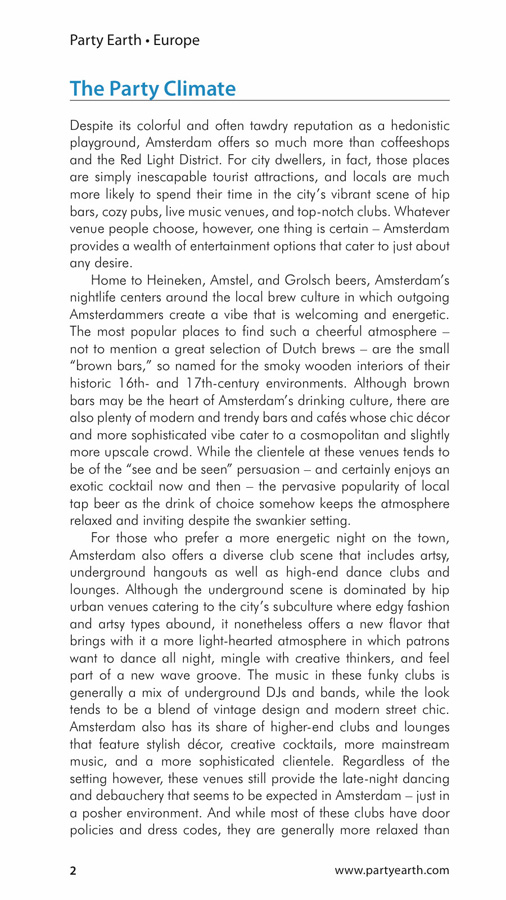 Party Earth • Europe
The Party Climate
Despite its colorful and often tawdry reputation as a hedonistic
playground, Amsterdam offers so much more than coffeeshops
and the Red Light District. For city dwellers, in fact, those places
are simply inescapable tourist attractions, and locals are much
more likely to spend their time in the city's vibrant scene of hip
bars, cozy pubs, live music venues, and top-notch clubs. Whatever
venue people choose, however, one thing is certain – Amsterdam
provides a wealth of entertainment options that cater to just about
any desire.
Home to Heineken, Amstel, and Grolsch beers, Amsterdam's
nightlife centers around the local brew culture in which outgoing
Amsterdammers create a vibe that is welcoming and energetic.
The most popular places to find such a cheerful atmosphere –
not to mention a great selection of Dutch brews – are the small
“brown bars,” so named for the smoky wooden interiors of their
historic 16th- and 17th-century environments. Although brown
bars may be the heart of Amsterdam's drinking culture, there are
also plenty of modern and trendy bars and cafés whose chic décor
and more sophisticated vibe cater to a cosmopolitan and slightly
more upscale crowd. While the clientele at these venues tends to
be of the “see and be seen” persuasion – and certainly enjoys an
exotic cocktail now and then – the pervasive popularity of local
tap beer as the drink of choice somehow keeps the atmosphere
relaxed and inviting despite the swankier setting.
For those who prefer a more energetic night on the town,
Amsterdam also offers a diverse club scene that includes artsy,
underground hangouts as well as high-end dance clubs and
lounges. Although the underground scene is dominated by hip
urban venues catering to the city's subculture where edgy fashion
and artsy types abound, it nonetheless offers a new flavor that
brings with it a more light-hearted atmosphere in which patrons
want to dance all night, mingle with creative thinkers, and feel
part of a new wave groove. The music in these funky clubs is
generally a mix of underground DJs and bands, while the look
tends to be a blend of vintage design and modern street chic.
Amsterdam also has its share of higher-end clubs and lounges
that feature stylish décor, creative cocktails, more mainstream
music, and a more sophisticated clientele. Regardless of the
setting however, these venues still provide the late-night dancing
and debauchery that seems to be expected in Amsterdam – just in
a posher environment. And while most of these clubs have door
policies and dress codes, they are generally more relaxed than
2
www.partyearth.com